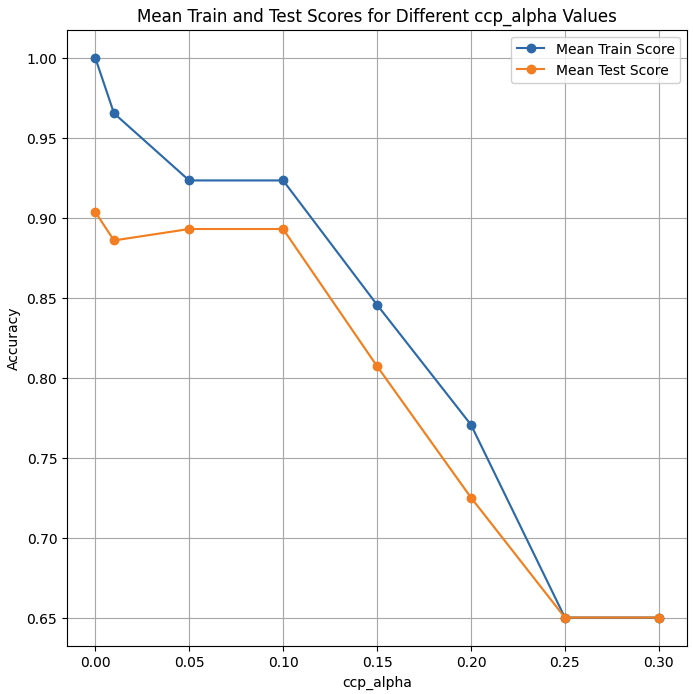 Mean Train and Test Scores for Different ccp_alpha Values
Mean Train Score
Mean Test Score
1.00
0.95
0.90
0.85
0.80
0.75
0.70
0.65
Accuracy
0.00 0.05 0.10 0.15 0.20 0.25 0.30
ccp_alpha